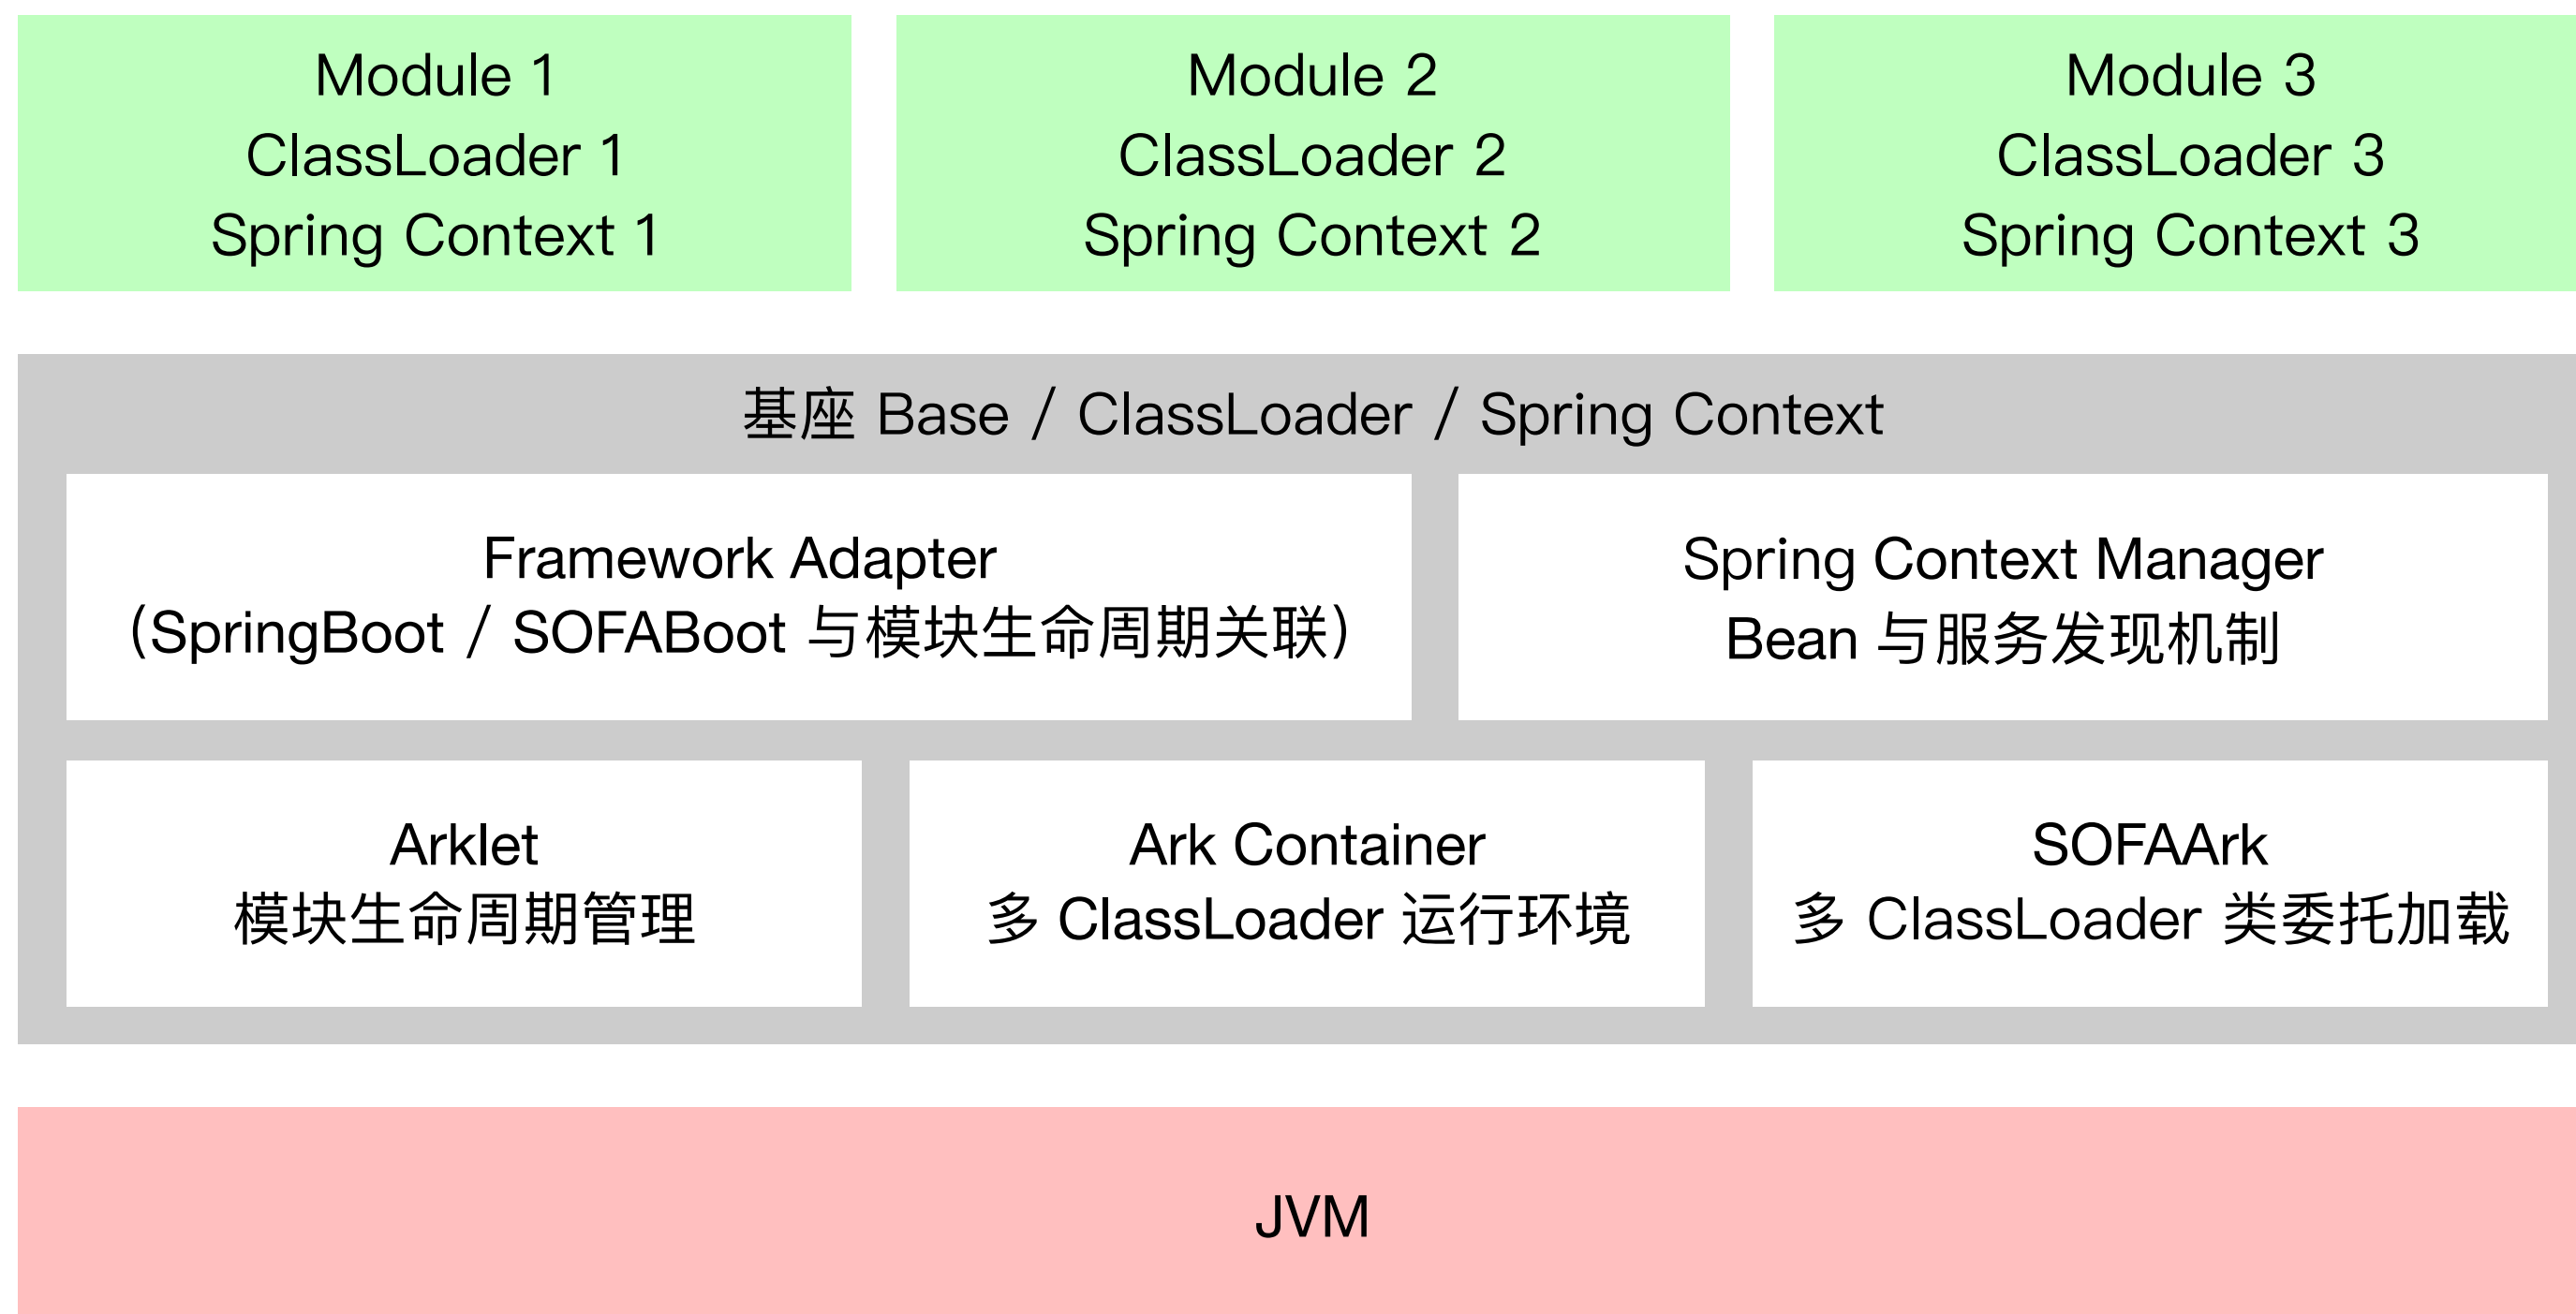 Module 1
ClassLoader 1
Spring Context 1
Module 2
ClassLoader 2
Spring Context 2
Module 3
ClassLoader 3
Spring Context 3
基座 Base / ClassLoader / Spring Context
Framework Adapter
（SpringBoot / SOFABoot 与模块生命周期关联）
Spring Context Manager
Bean 与服务发现机制
Arklet
模块生命周期管理
Ark Container
多 ClassLoader 运行环境
SOFAArk
多 ClassLoader 类委托加载
JVM